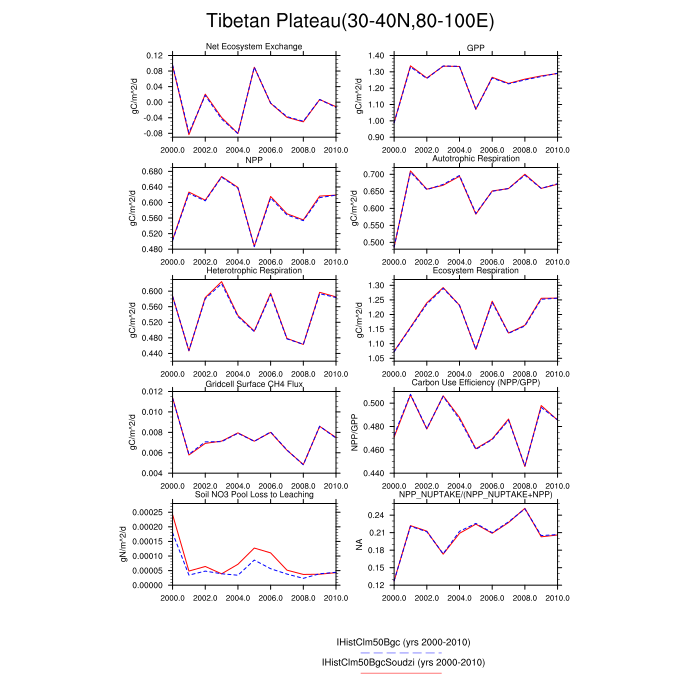 Tibetan Plateau(30-40N,80-100E)
Net Ecosystem Exchange
gC/m^2/d
0.12
0.08
0.04
0.00
-0.04
-0.08
2000.0 2002.0 2004.0 2006.0 2008.0 2010.0
GPP
gC/m^2/d
1.40
1.30
1.20
1.10
1.00
0.90
2000.0 2002.0 2004.0 2006.0 2008.0 2010.0
NPP
gC/m^2/d
0.680
0.640
0.600
0.560
0.520
0.480
2000.0 2002.0 2004.0 2006.0 2008.0 2010.0
Autotrophic Respiration
gC/m^2/d
0.700
0.650
0.600
0.550
0.500
2000.0 2002.0 2004.0 2006.0 2008.0 2010.0
Heterotrophic Respiration
gC/m^2/d
0.600
0.560
0.520
0.480
0.440
2000.0 2002.0 2004.0 2006.0 2008.0 2010.0
Ecosystem Respiration
gC/m^2/d
1.30
1.25
1.20
1.15
1.10
1.05
2000.0 2002.0 2004.0 2006.0 2008.0 2010.0
Gridcell Surface CH4 Flux
gC/m^2/d
0.012
0.010
0.008
0.006
0.004
2000.0 2002.0 2004.0 2006.0 2008.0 2010.0
Carbon Use Efficiency (NPP/GPP)
NPP/GPP
0.500
0.480
0.460
0.440
2000.0 2002.0 2004.0 2006.0 2008.0 2010.0
Soil NO3 Pool Loss to Leaching
gN/m^2/d
0.00025
0.00020
0.00015
0.00010
0.00005
0.00000
2000.0 2002.0 2004.0 2006.0 2008.0 2010.0
NPP_NUPTAKE/(NPP_NUPTAKE+NPP)
NA
0.24
0.21
0.18
0.15
0.12
2000.0 2002.0 2004.0 2006.0 2008.0 2010.0
IHistClm50Bgc (yrs 2000-2010)
IHistClm50BgcSoudzi (yrs 2000-2010)